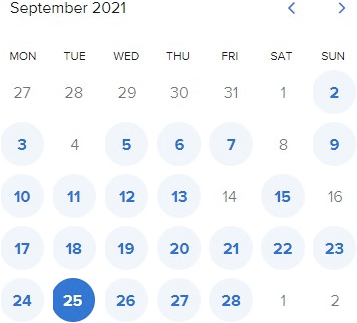 September 2021
MON TUE WED THU FRI SAT SUN
27 28 29 30 31 1 2
3 4 5 6 7 8 9
10 11 12 13 14 15 16
17 18 19 20 21 22 23
24 25 26 27 28 1 2